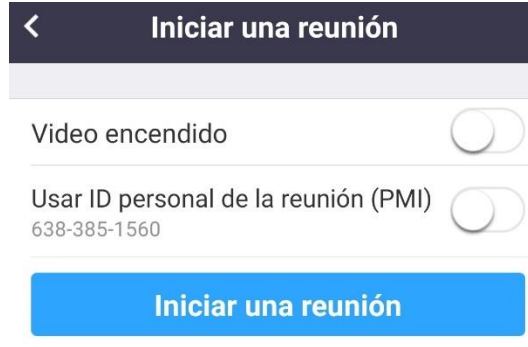 Iniciar una reunión
Video encendido
Usar ID personal de la reunión (PMI)
638-385-1560
Iniciar una reunión